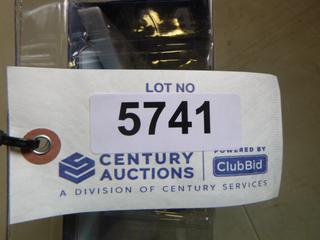 LOT NO
5741
CENTURY AUCTIONS
POWERED BY
ClubBid
A DIVISION OF CENTURY SERVICES